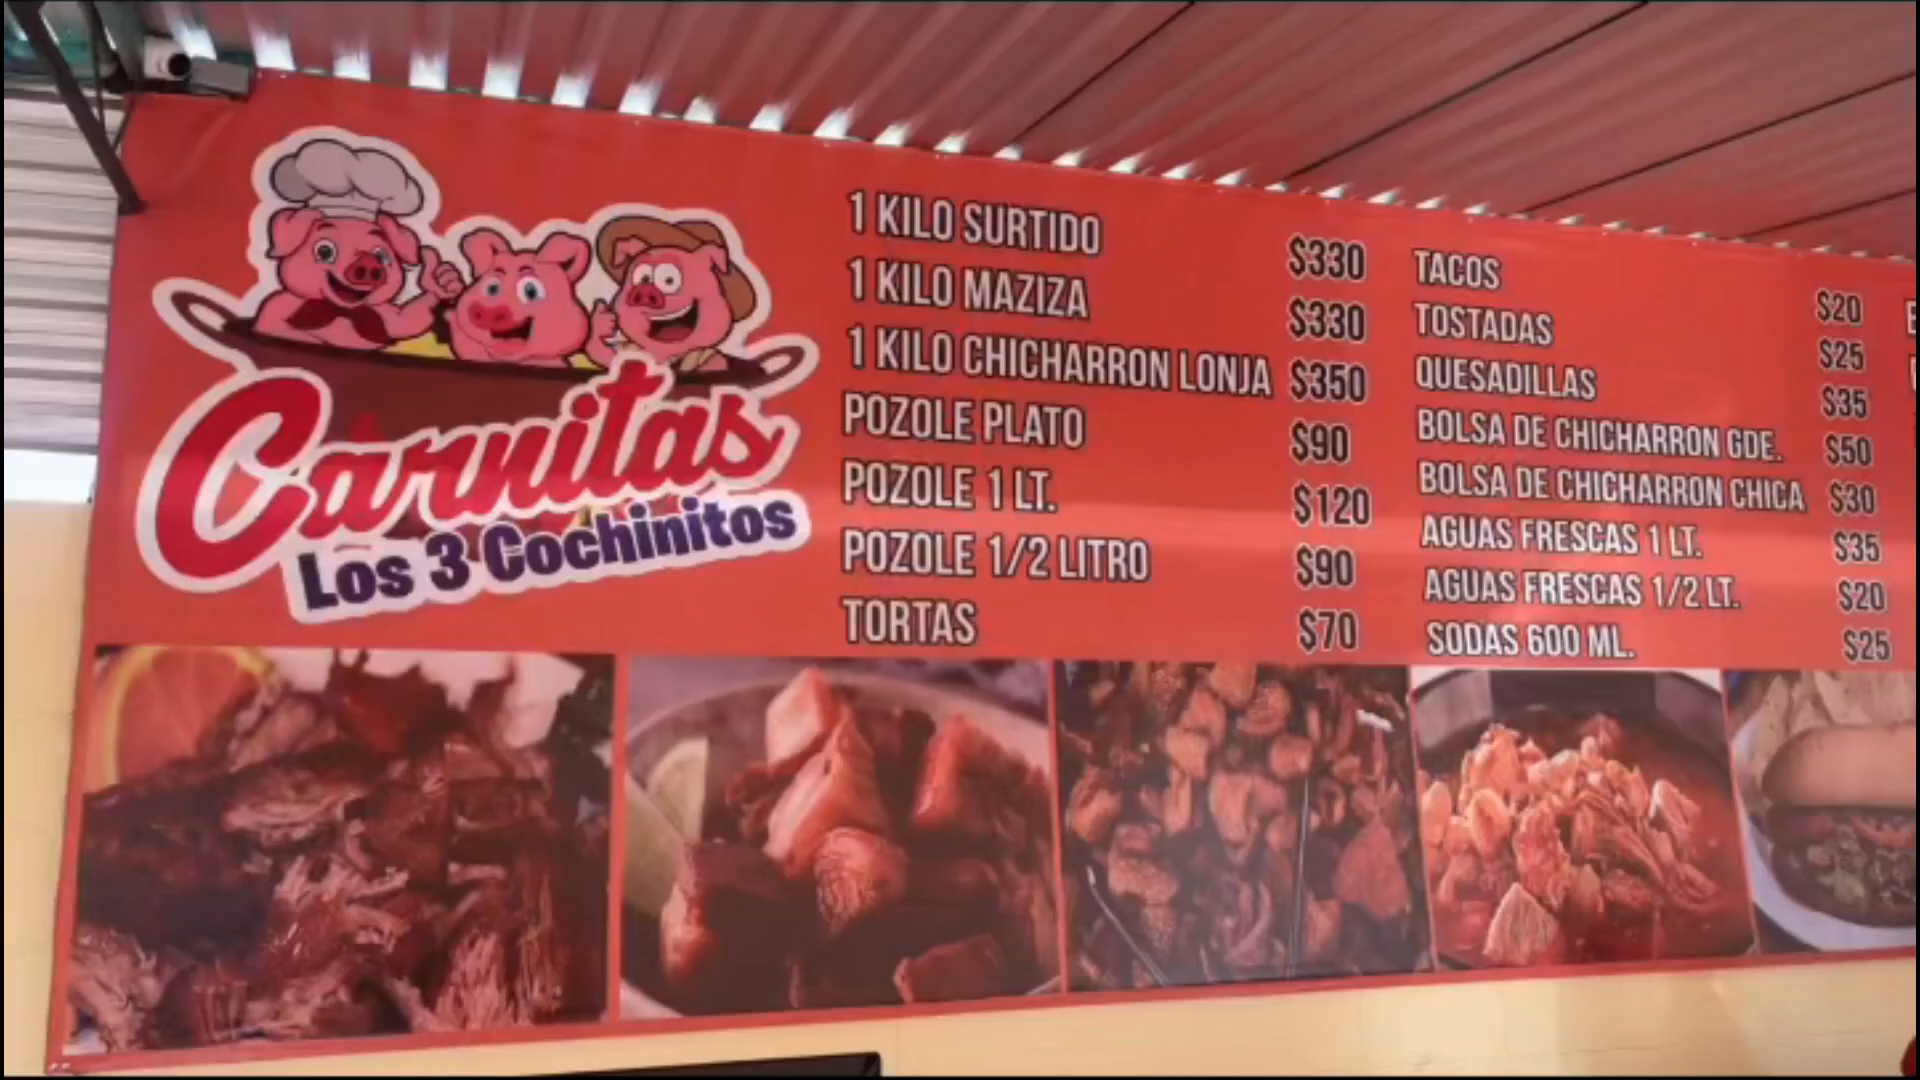 Carnitas
Los 3 Cochinitos
1 KILO SURTIDO $330
1 KILO MAZIZA $330
1 KILO CHICHARRON LONJA $350
POZOLE PLATO $90
POZOLE 1 LT. $120
POZOLE 1/2 LITRO $90
TORTAS $70
TACOS $20
TOSTADAS $25
QUESADILLAS $35
BOLSA DE CHICHARRON GDE. $50
BOLSA DE CHICHARRON CHICA $30
AGUAS FRESCAS 1 LT. $35
AGUAS FRESCAS 1/2 LT. $20
SODAS 600 ML. $25